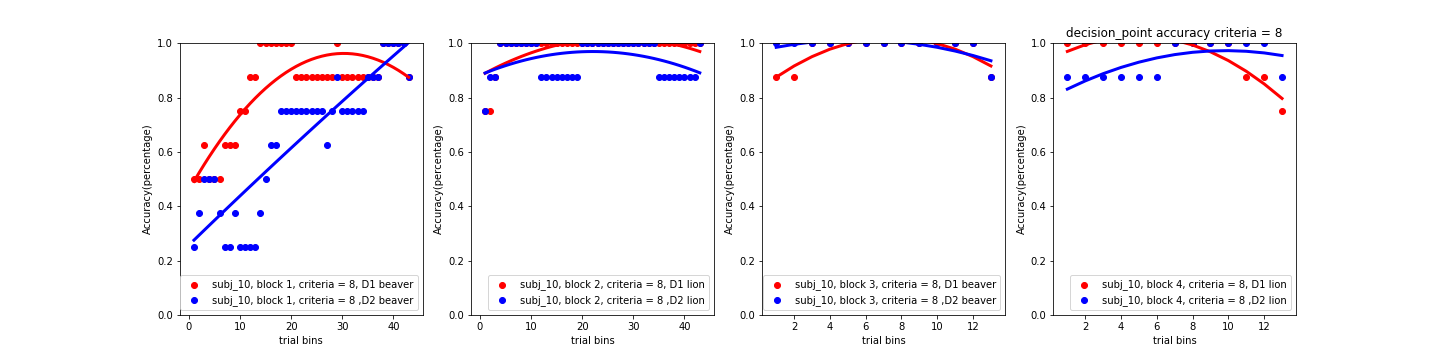 decision_point accuracy criteria = 8
Accuracy(percentage)
1.0
0.8
0.6
0.4
0.2
0.0
0
10
20
30
40
trial bins
subj_10, block 1, criteria = 8, D1 beaver
subj_10, block 1, criteria = 8 ,D2 beaver
Accuracy(percentage)
1.0
0.8
0.6
0.4
0.2
0.0
0
10
20
30
40
trial bins
subj_10, block 2, criteria = 8, D1 lion
subj_10, block 2, criteria = 8 ,D2 lion
Accuracy(percentage)
1.0
0.8
0.6
0.4
0.2
0.0
2
4
6
8
10
12
trial bins
subj_10, block 3, criteria = 8, D1 beaver
subj_10, block 3, criteria = 8 ,D2 beaver
Accuracy(percentage)
1.0
0.8
0.6
0.4
0.2
0.0
2
4
6
8
10
12
trial bins
subj_10, block 4, criteria = 8, D1 lion
subj_10, block 4, criteria = 8 ,D2 lion